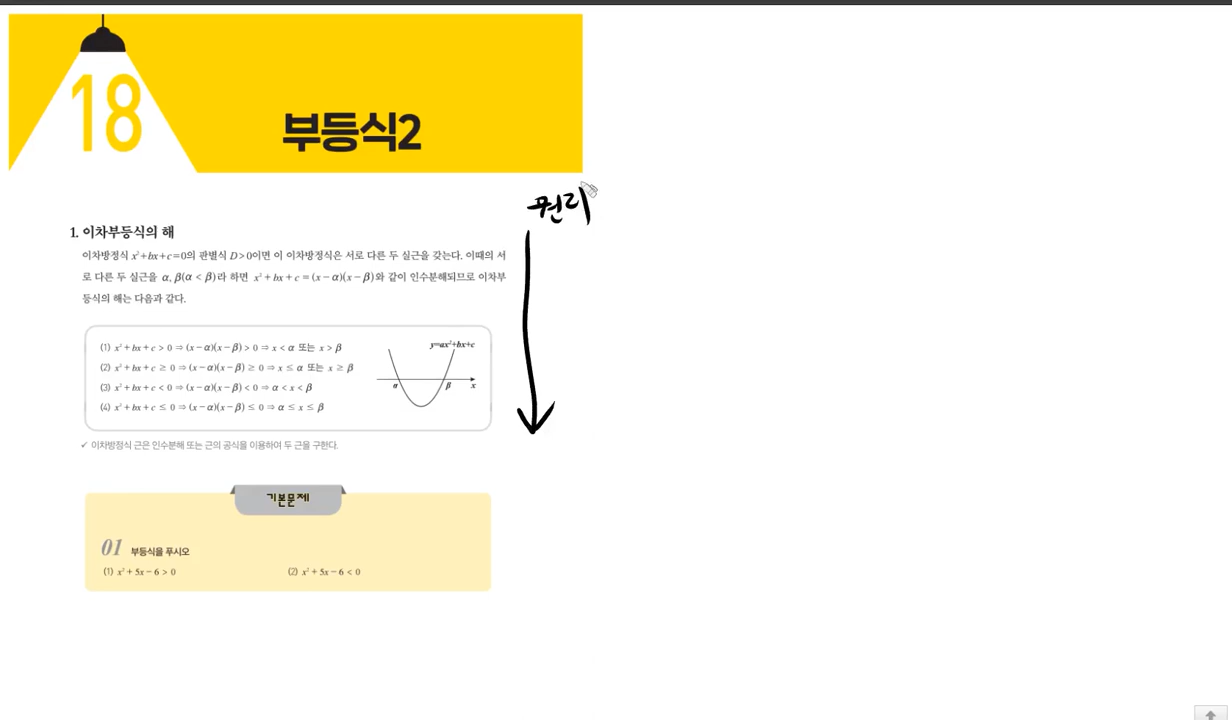 18
부등식2
원리
1. 이차부등식의 해
이차방정식 x²+bx+c=0의 판별식 D>0이면 이 이차방정식은 서로 다른 두 실근을 갖는다. 이때의 서
로 다른 두 실근을 α, β(α < β)라 하면 x²+bx+c=(x-α)(x-β)와 같이 인수분해되므로 이차부
등식의 해는 다음과 같다.
(1) x²+bx+c > 0 ⇒ (x-α)(x-β) > 0 ⇒ x < α 또는 x > β
(2) x²+bx+c ≥ 0 ⇒ (x-α)(x-β) ≥ 0 ⇒ x ≤ α 또는 x ≥ β
(3) x²+bx+c < 0 ⇒ (x-α)(x-β) < 0 ⇒ α < x < β
(4) x²+bx+c ≤ 0 ⇒ (x-α)(x-β) ≤ 0 ⇒ α ≤ x ≤ β
y=ax²+bx+c
α β x
✓ 이차방정식 근은 인수분해 또는 근의 공식을 이용하여 두 근을 구한다.
기본문제
01 부등식을 푸시오
(1) x²+5x-6 > 0 (2) x²+5x-6 < 0